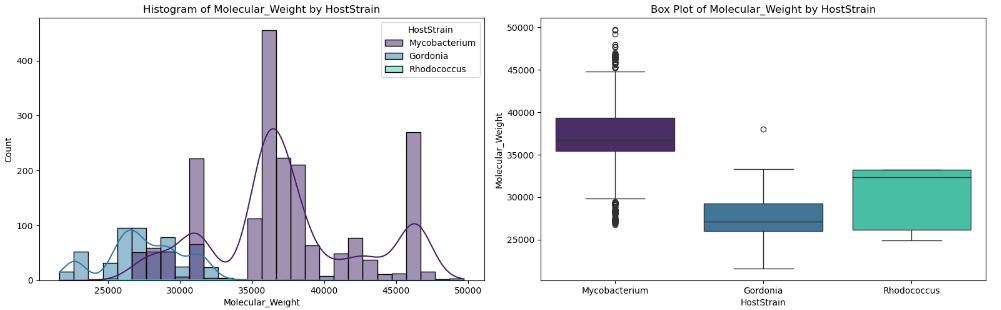 Histogram of Molecular_Weight by HostStrain
HostStrain
Mycobacterium
Gordonia
Rhodococcus
400
300
200
100
0
Count
25000
30000
35000
40000
45000
50000
Molecular_Weight
Box Plot of Molecular_Weight by HostStrain
50000
45000
40000
35000
30000
25000
Molecular_Weight
Mycobacterium
Gordonia
Rhodococcus
HostStrain